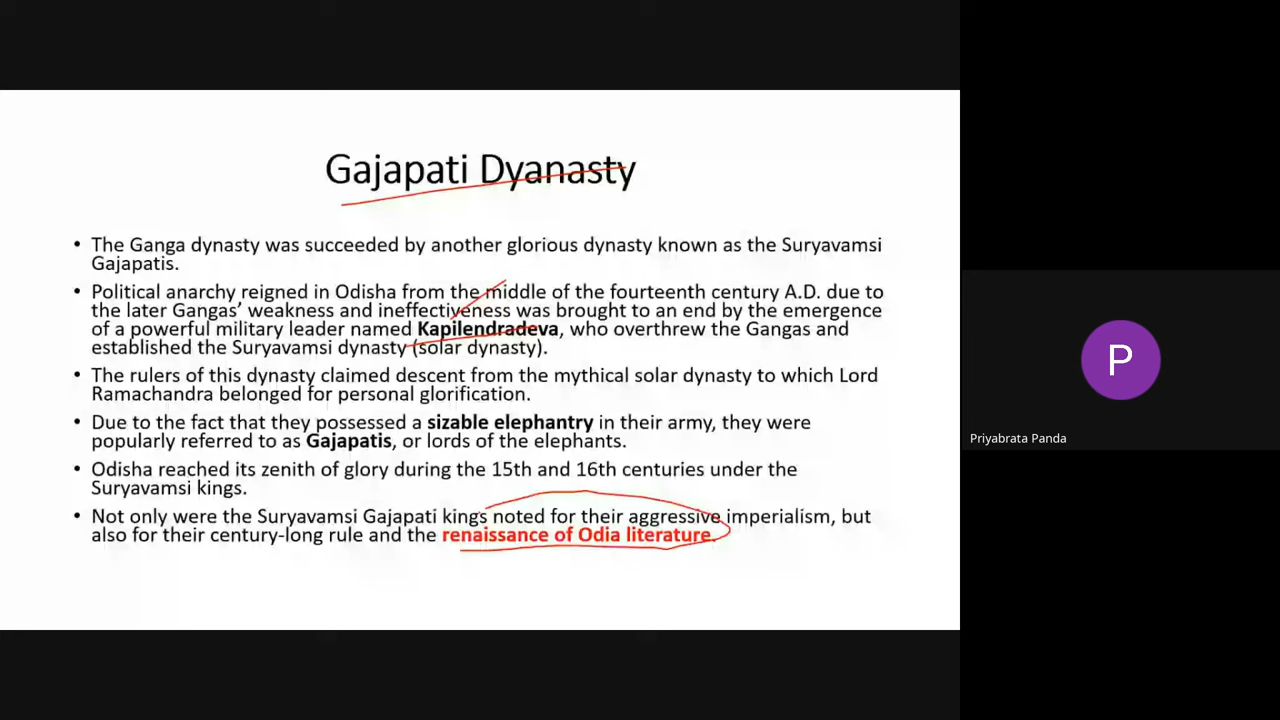 Gajapati Dyanasty
• The Ganga dynasty was succeeded by another glorious dynasty known as the Suryavamsi
Gajapatis.
• Political anarchy reigned in Odisha from the middle of the fourteenth century A.D. due to
the later Gangas' weakness and ineffectiveness was brought to an end by the emergence
of a powerful military leader named Kapilendradeva, who overthrew the Gangas and
established the Suryavamsi dynasty (solar dynasty).
• The rulers of this dynasty claimed descent from the mythical solar dynasty to which Lord
Ramachandra belonged for personal glorification.
• Due to the fact that they possessed a sizable elephantry in their army, they were
popularly referred to as Gajapatis, or lords of the elephants.
• Odisha reached its zenith of glory during the 15th and 16th centuries under the
Suryavamsi kings.
• Not only were the Suryavamsi Gajapati kings noted for their aggressive imperialism, but
also for their century-long rule and the renaissance of Odia literature.
P
Priyabrata Panda